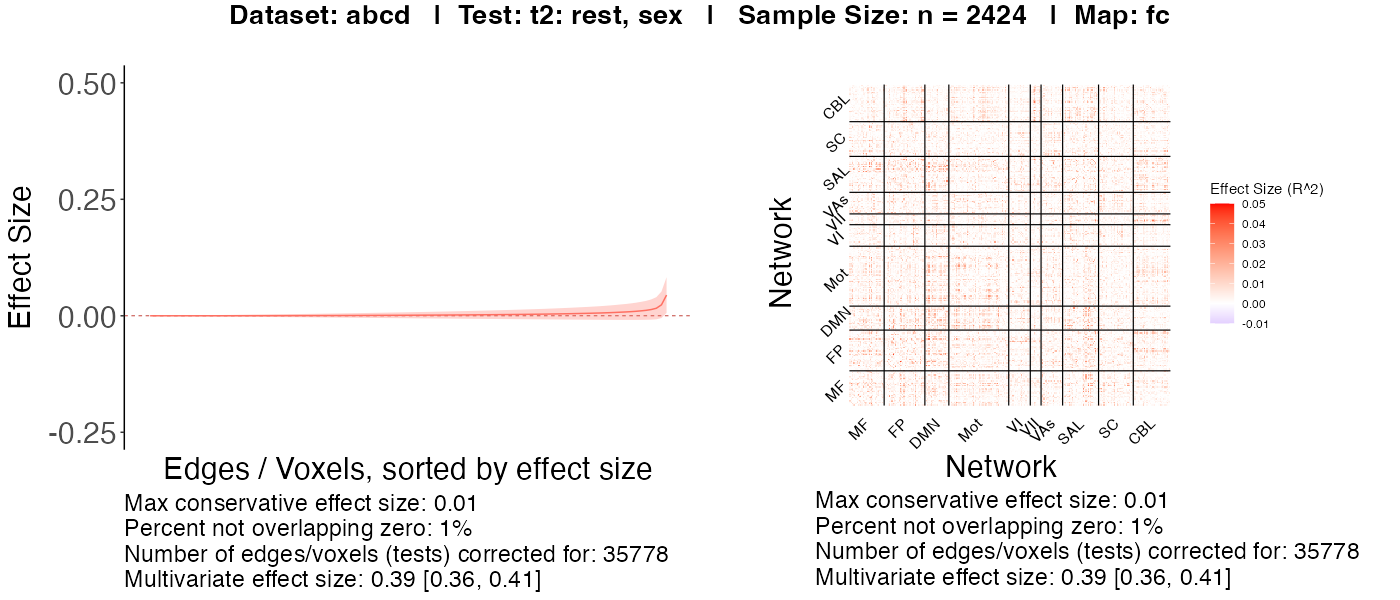 Dataset: abcd | Test: t2: rest, sex | Sample Size: n = 2424 | Map: fc
Effect Size
0.50
0.25
0.00
-0.25
Edges / Voxels, sorted by effect size
Max conservative effect size: 0.01
Percent not overlapping zero: 1%
Number of edges/voxels (tests) corrected for: 35778
Multivariate effect size: 0.39 [0.36, 0.41]
Network
CBL
SC
SAL
VAs
VII
VI
Mot
DMN
FP
MF
MF FP DMN Mot VI VII VAs SAL SC CBL
Network
Effect Size (R^2)
0.05
0.04
0.03
0.02
0.01
0.00
-0.01
Max conservative effect size: 0.01
Percent not overlapping zero: 1%
Number of edges/voxels (tests) corrected for: 35778
Multivariate effect size: 0.39 [0.36, 0.41]